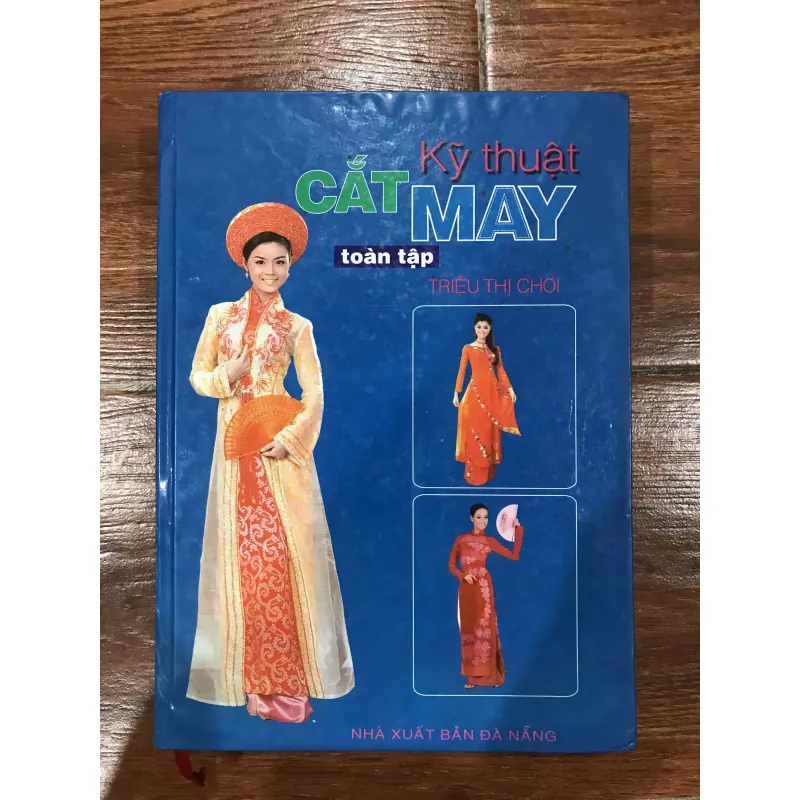 Kỹ thuật
CẮT MAY
toàn tập
TRIỆU THỊ CHƠI
NHÀ XUẤT BẢN ĐÀ NẴNG